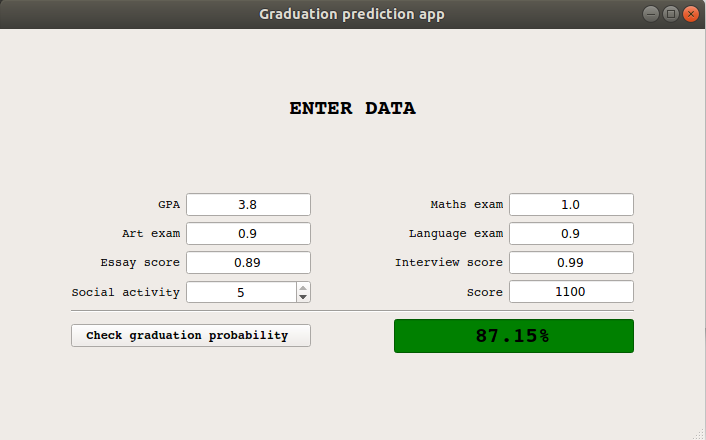 Graduation prediction app
ENTER DATA
GPA 3.8 Maths exam 1.0
Art exam 0.9 Language exam 0.9
Essay score 0.89 Interview score 0.99
Social activity 5 Score 1100
Check graduation probability 87.15%